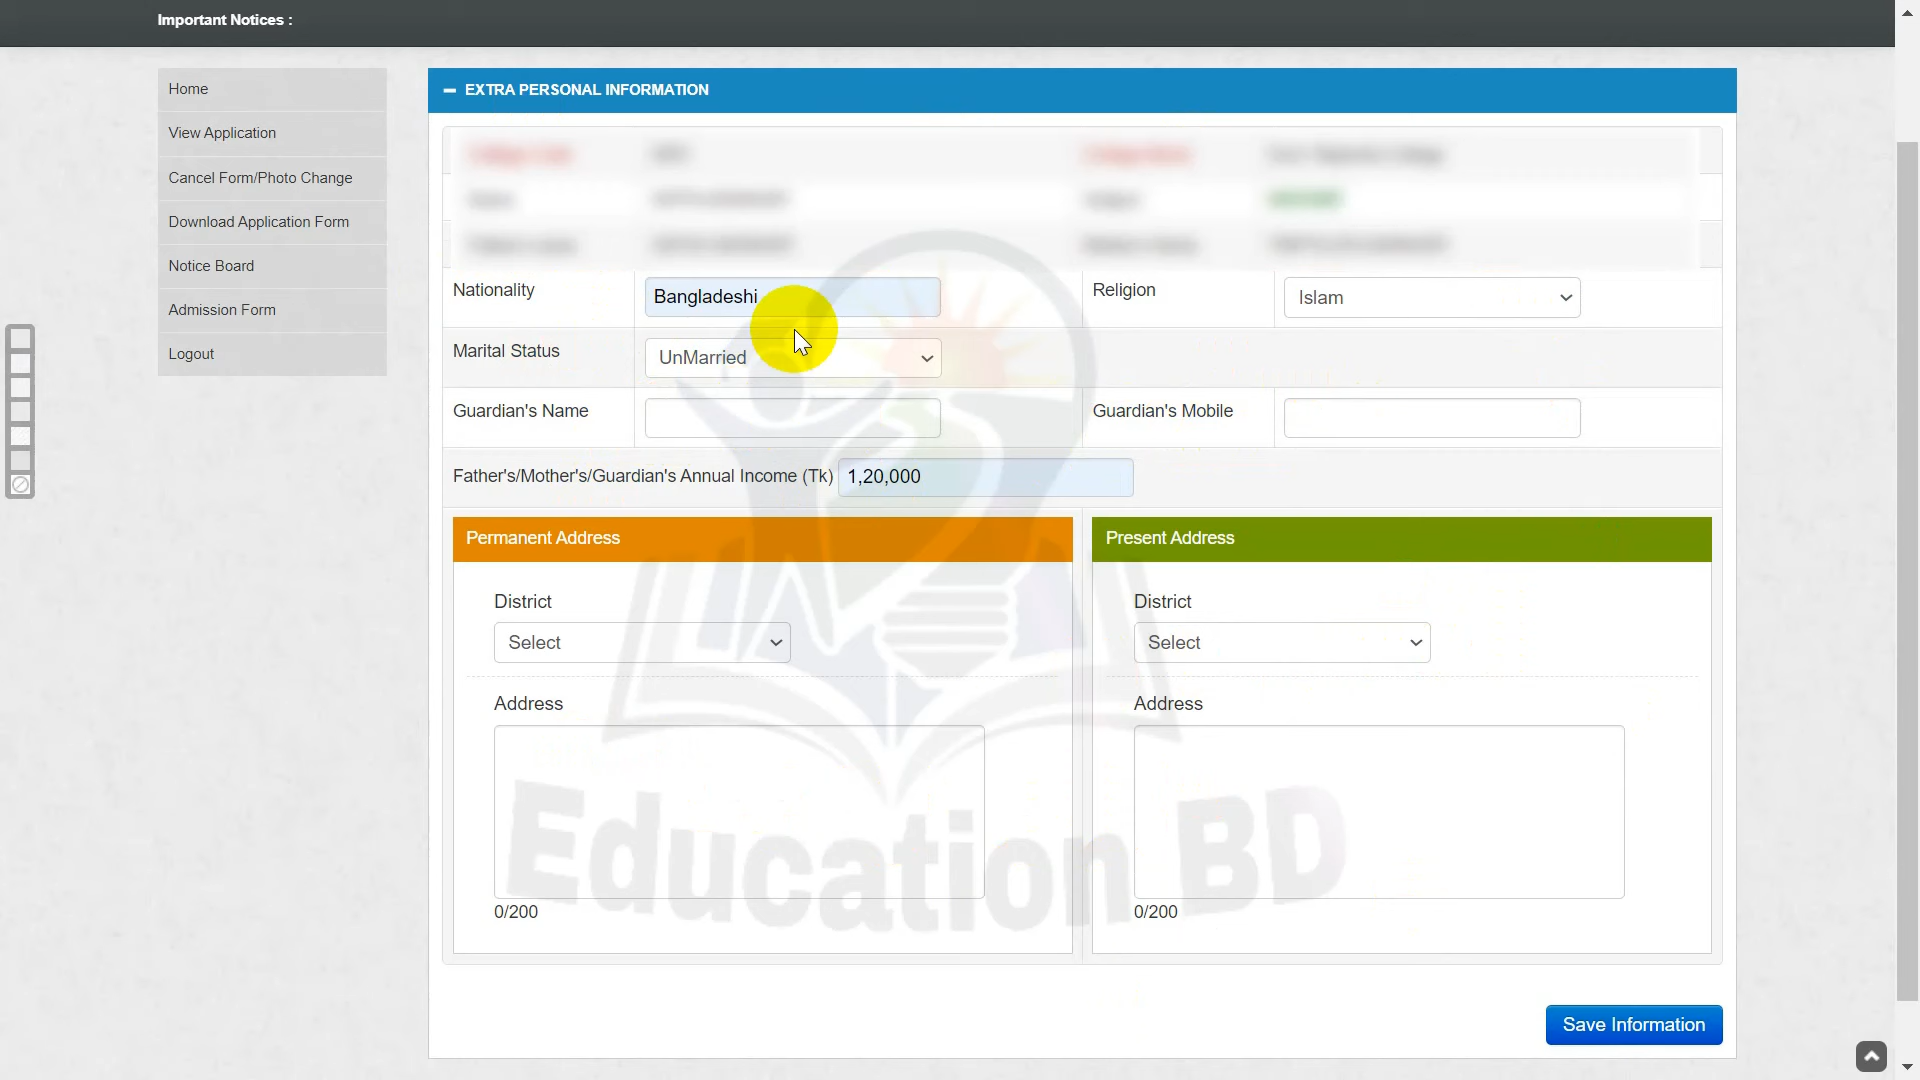 Important Notices :
Home
View Application
Cancel Form/Photo Change
Download Application Form
Notice Board
Admission Form
Logout
EXTRA PERSONAL INFORMATION
Nationality Bangladeshi Religion Islam
Marital Status UnMarried
Guardian's Name Guardian's Mobile
Father's/Mother's/Guardian's Annual Income (Tk) 1,20,000
Permanent Address Present Address
District District
Select Select
Address Address
Education BD
0/200 0/200
Save Information